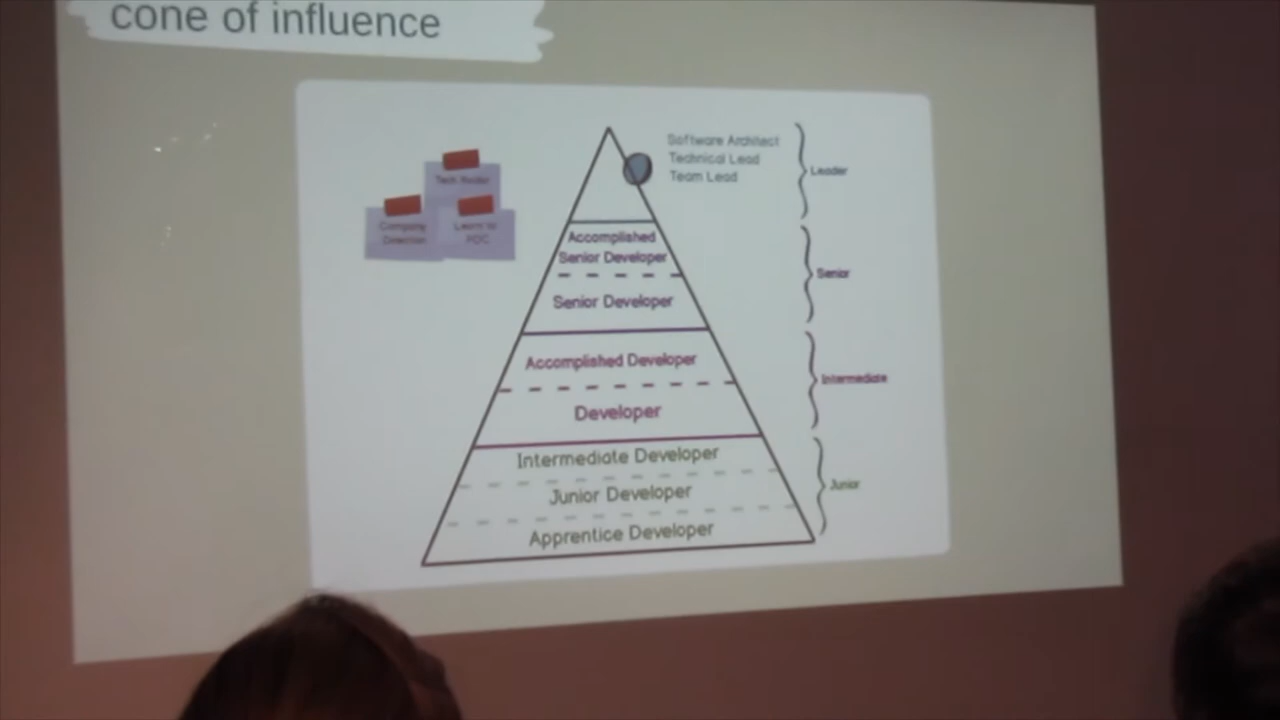 cone of influence
Software Architect
Technical Lead
Team Lead
Leader
Tech Radar
Company
Direction
Learn to
POC
Accomplished
Senior Developer
Senior Developer
Senior
Accomplished Developer
Developer
Intermediate
Intermediate Developer
Junior Developer
Apprentice Developer
Junior